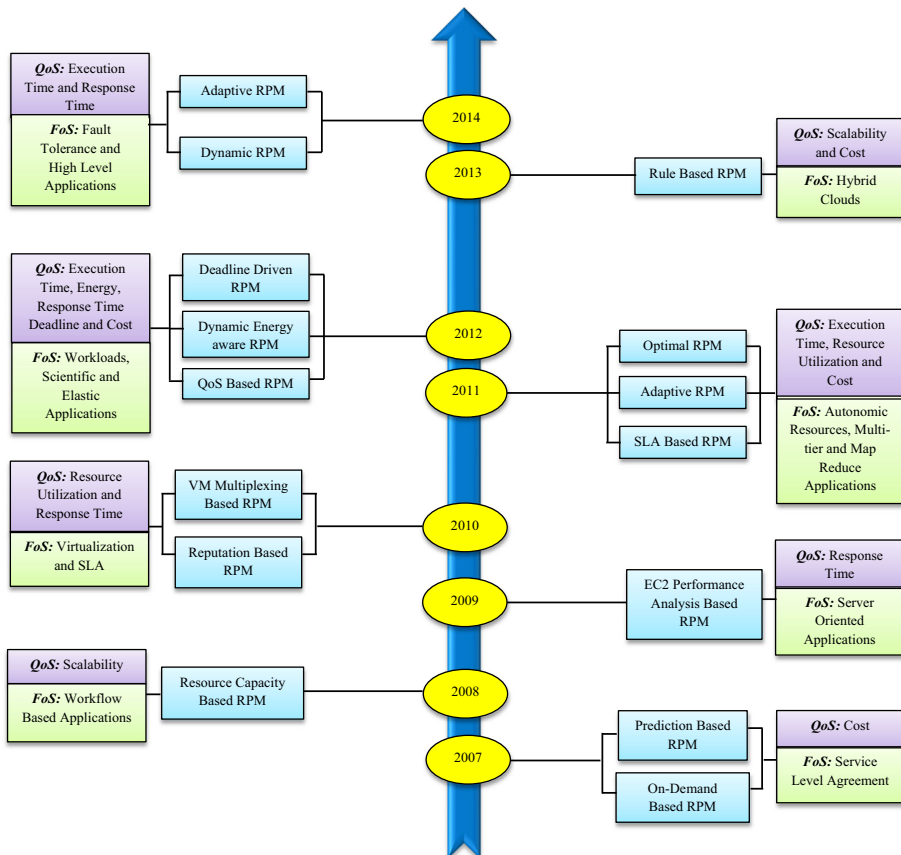 QoS: Execution
Time and Response
Time
FoS: Fault
Tolerance and
High Level
Applications
Adaptive RPM
Dynamic RPM
2014
2013
Rule Based RPM
QoS: Scalability
and Cost
FoS: Hybrid
Clouds
QoS: Execution
Time, Energy,
Response Time
Deadline and Cost
FoS: Workloads,
Scientific and
Elastic Applications
Deadline Driven
RPM
Dynamic Energy
aware RPM
QoS Based RPM
2012
2011
Optimal RPM
Adaptive RPM
SLA Based RPM
QoS: Execution
Time, Resource
Utilization and
Cost
FoS: Autonomic
Resources, Multi-
tier and Map
Reduce
Applications
QoS: Resource
Utilization and
Response Time
FoS: Virtualization
and SLA
VM Multiplexing
Based RPM
Reputation Based
RPM
2010
2009
EC2 Performance
Analysis Based
RPM
QoS: Response
Time
FoS: Server
Oriented
Applications
QoS: Scalability
FoS: Workflow
Based Applications
Resource Capacity
Based RPM
2008
2007
Prediction Based
RPM
On-Demand
Based RPM
QoS: Cost
FoS: Service
Level Agreement